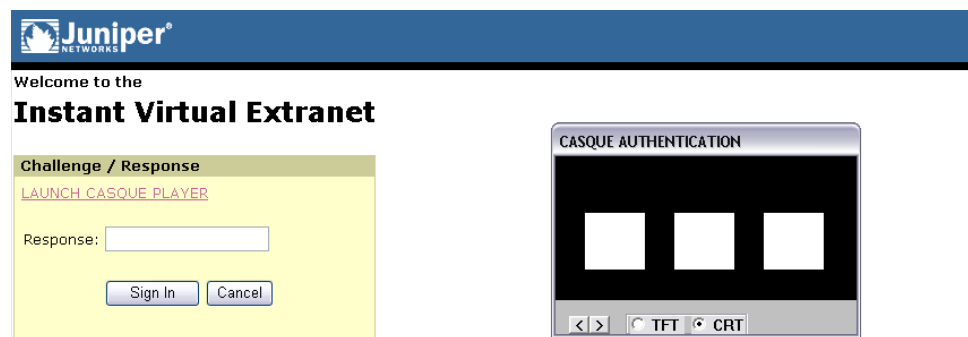 Juniper®
NETWORKS
Welcome to the
Instant Virtual Extranet
Challenge / Response
LAUNCH CASQUE PLAYER
Response:
Sign In Cancel
CASQUE AUTHENTICATION
< > TFT CRT